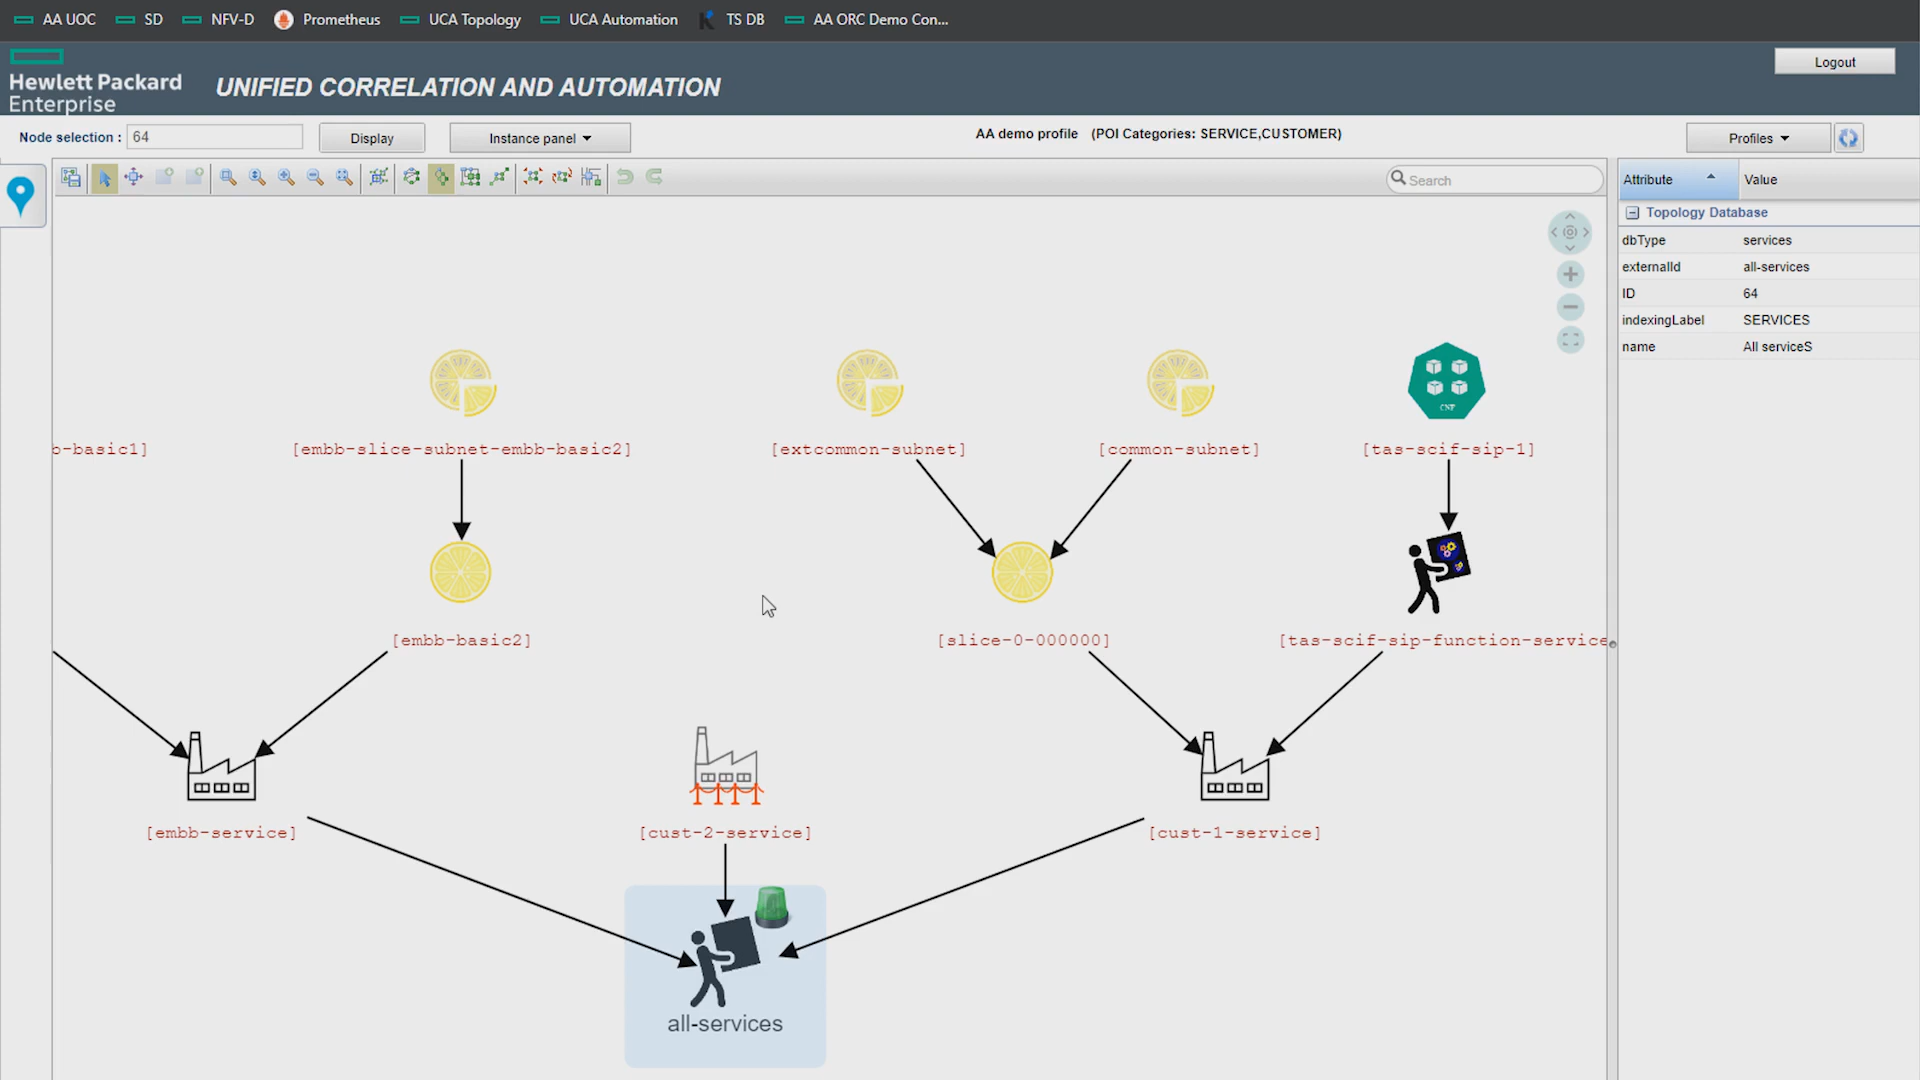 AA UOC SD NFV-D Prometheus UCA Topology UCA Automation TS DB AA ORC Demo Con...
Hewlett Packard
Enterprise
UNIFIED CORRELATION AND AUTOMATION
Logout
Node selection : 64 Display Instance panel AA demo profile (POI Categories: SERVICE,CUSTOMER) Profiles
Search
Attribute Value
Topology Database
dbType services
externalId all-services
ID 64
indexingLabel SERVICES
name All serviceS
CNF
b-basic1] [embb-slice-subnet-embb-basic2] [extcommon-subnet] [common-subnet] [tas-scif-sip-1]
[embb-basic2] [slice-0-000000] [tas-scif-sip-function-service
[embb-service] [cust-2-service] [cust-1-service]
all-services